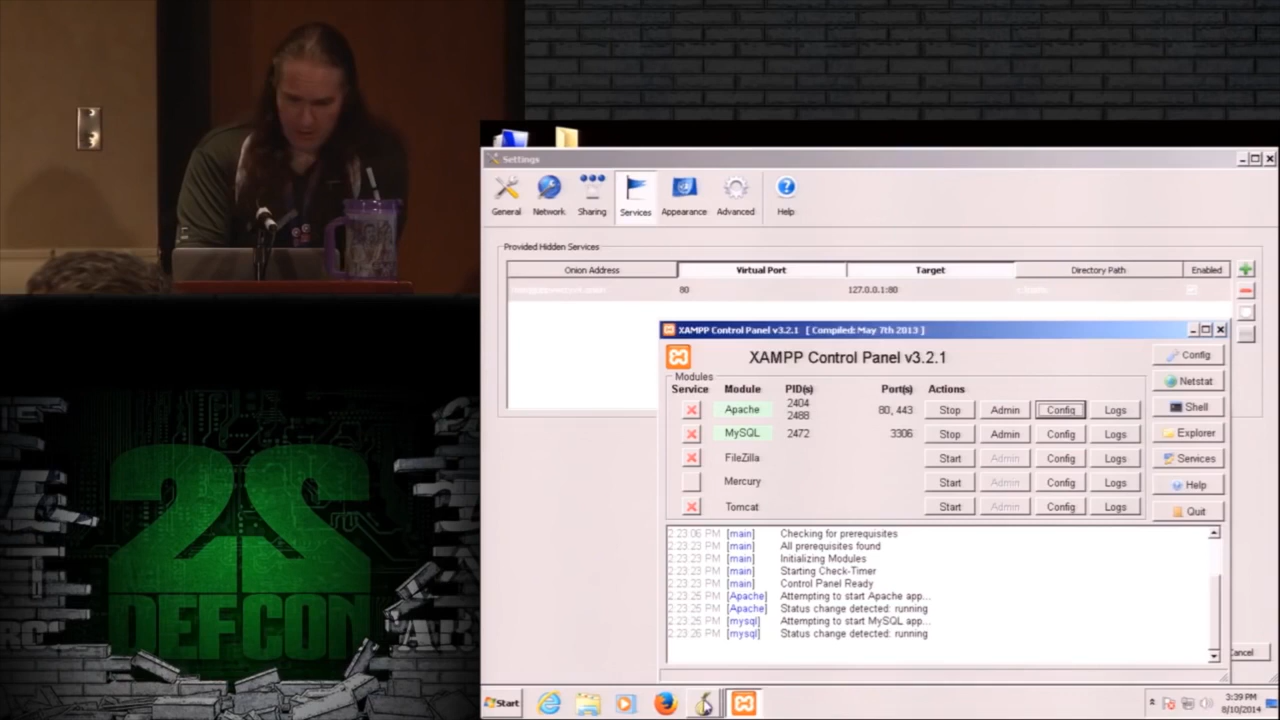 Settings
General Network Sharing Services Appearance Advanced Help
Provided Hidden Services
Onion Address Virtual Port Target Directory Path Enabled
80 127.0.0.1:80
XAMPP Control Panel v3.2.1 [ Compiled: May 7th 2013 ]
XAMPP Control Panel v3.2.1
Config
Modules
Service Module PID(s) Port(s) Actions
Netstat
Apache 2404 2488 80, 443 Stop Admin Config Logs
Shell
MySQL 2472 3306 Stop Admin Config Logs
Explorer
FileZilla Start Admin Config Logs
Services
Mercury Start Admin Config Logs
Help
Tomcat Start Admin Config Logs
Quit
2:23:06 PM [main] Checking for prerequisites
2:23:23 PM [main] All prerequisites found
2:23:23 PM [main] Initializing Modules
2:23:23 PM [main] Starting Check-Timer
2:23:23 PM [main] Control Panel Ready
2:23:25 PM [Apache] Attempting to start Apache app...
2:23:25 PM [Apache] Status change detected: running
2:23:26 PM [mysql] Attempting to start MySQL app...
2:23:26 PM [mysql] Status change detected: running
Cancel
Start
3:39 PM
8/10/2014
22
DEFCON